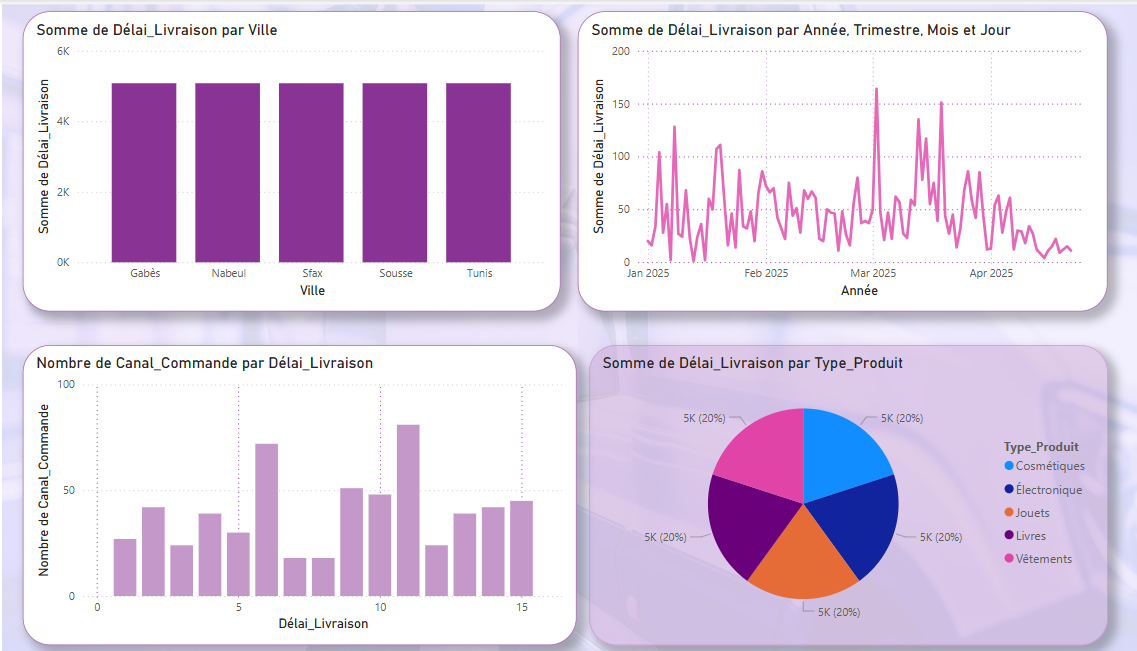 Somme de Délai_Livraison par Ville
Somme de Délai_Livraison
6K
4K
2K
0K
Gabès Nabeul Sfax Sousse Tunis
Ville
Somme de Délai_Livraison par Année, Trimestre, Mois et Jour
Somme de Délai_Livraison
200
150
100
50
0
Jan 2025 Feb 2025 Mar 2025 Apr 2025
Année
Nombre de Canal_Commande par Délai_Livraison
Nombre de Canal_Commande
100
50
0
0 5 10 15
Délai_Livraison
Somme de Délai_Livraison par Type_Produit
5K (20%) 5K (20%)
5K (20%) 5K (20%)
5K (20%)
Type_Produit
Cosmétiques
Électronique
Jouets
Livres
Vêtements